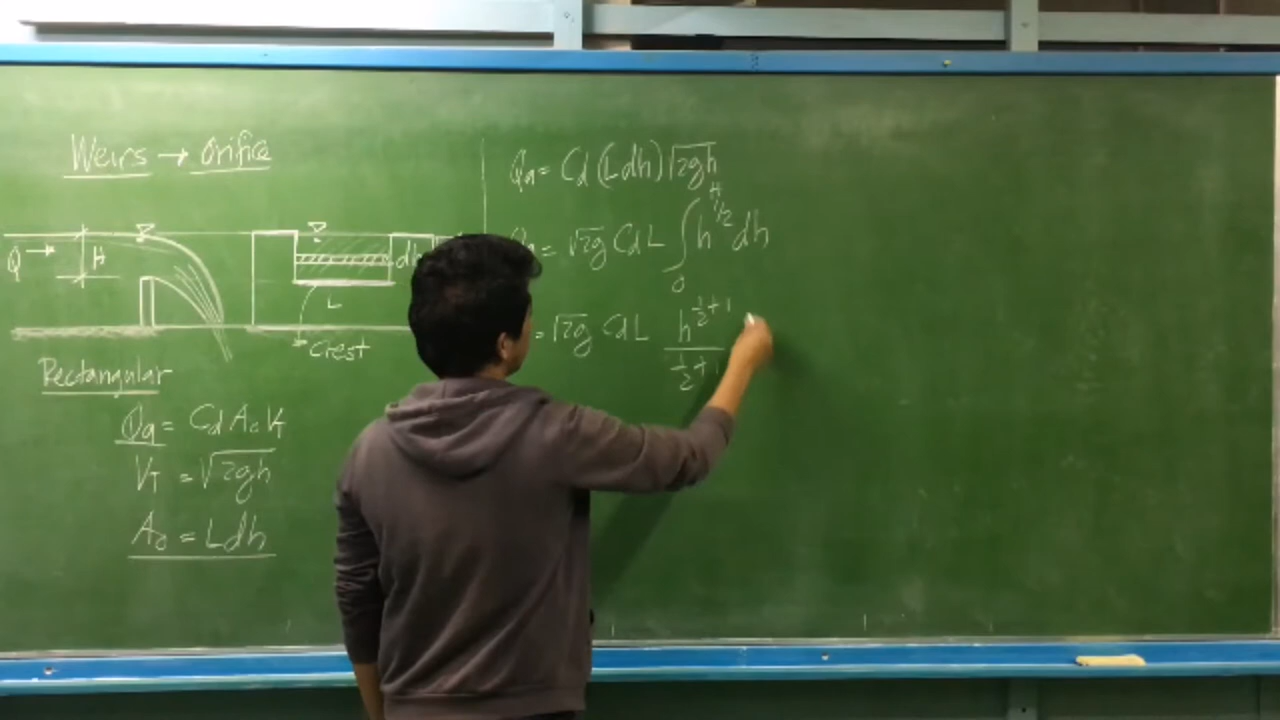 Weirs → Orifice
Q →
H
dh
L
Crest
Rectangular
Qa = Cd Ao VT
VT = √2gh
Ao = Ldh
Qa = Cd (Ldh) √2gh
Qa = √2g Cd L ∫₀ᴴ h^1/2 dh
= √2g Cd L h^(1/2+1) / (1/2+1)